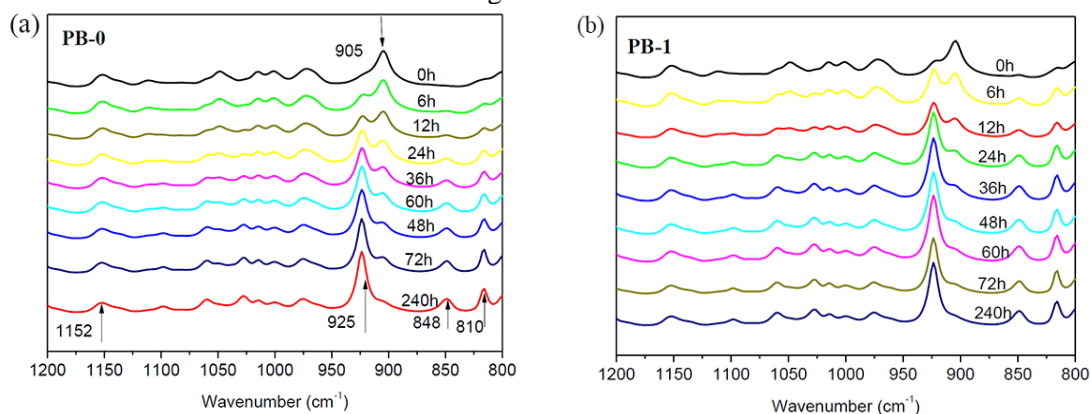 (a)
PB-0
905
0h
6h
12h
24h
36h
60h
48h
72h
240h
1152
925
848
810
1200 1150 1100 1050 1000 950 900 850 800
Wavenumber (cm⁻¹)
(b)
PB-1
0h
6h
12h
24h
36h
48h
60h
72h
240h
1200 1150 1100 1050 1000 950 900 850 800
Wavenumber (cm⁻¹)